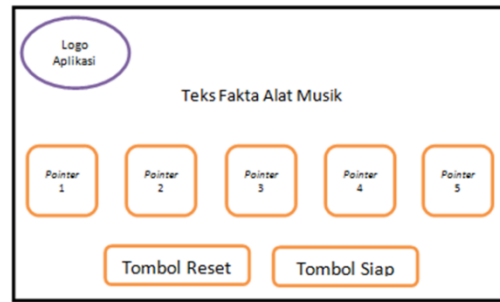 Logo
Aplikasi
Teks Fakta Alat Musik
Pointer
1
Pointer
2
Pointer
3
Pointer
4
Pointer
5
Tombol Reset
Tombol Siap